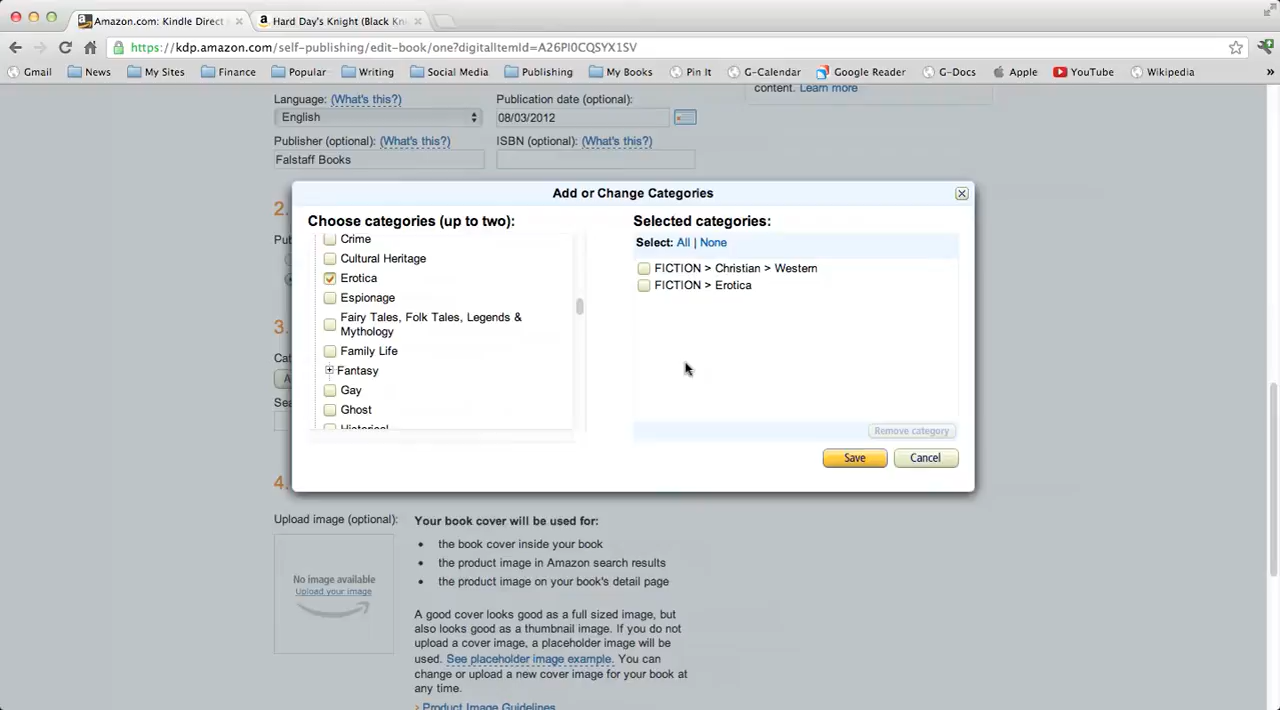 Amazon.com: Kindle Direct
Hard Day's Knight (Black Kn
https://kdp.amazon.com/self-publishing/edit-book/one?digitalItemId=A26PI0CQSYX1SV
Gmail News My Sites Finance Popular Writing Social Media Publishing My Books Pin It G-Calendar Google Reader G-Docs Apple YouTube Wikipedia »
content. Learn more
Language: (What's this?) Publication date (optional):
English 08/03/2012
Publisher (optional): (What's this?) ISBN (optional): (What's this?)
Falstaff Books
Add or Change Categories
2.
Pu
3.
Cat
A
Sea
4.
Choose categories (up to two):
Crime
Cultural Heritage
Erotica
Espionage
Fairy Tales, Folk Tales, Legends &
Mythology
Family Life
Fantasy
Gay
Ghost
Historical
Selected categories:
Select: All | None
FICTION > Christian > Western
FICTION > Erotica
Remove category
Save Cancel
Upload image (optional):
No image available
Upload your image
Your book cover will be used for:
• the book cover inside your book
• the product image in Amazon search results
• the product image on your book's detail page
A good cover looks good as a full sized image, but
also looks good as a thumbnail image. If you do not
upload a cover image, a placeholder image will be
used. See placeholder image example. You can
change or upload a new cover image for your book at
any time.
› Product Image Guidelines